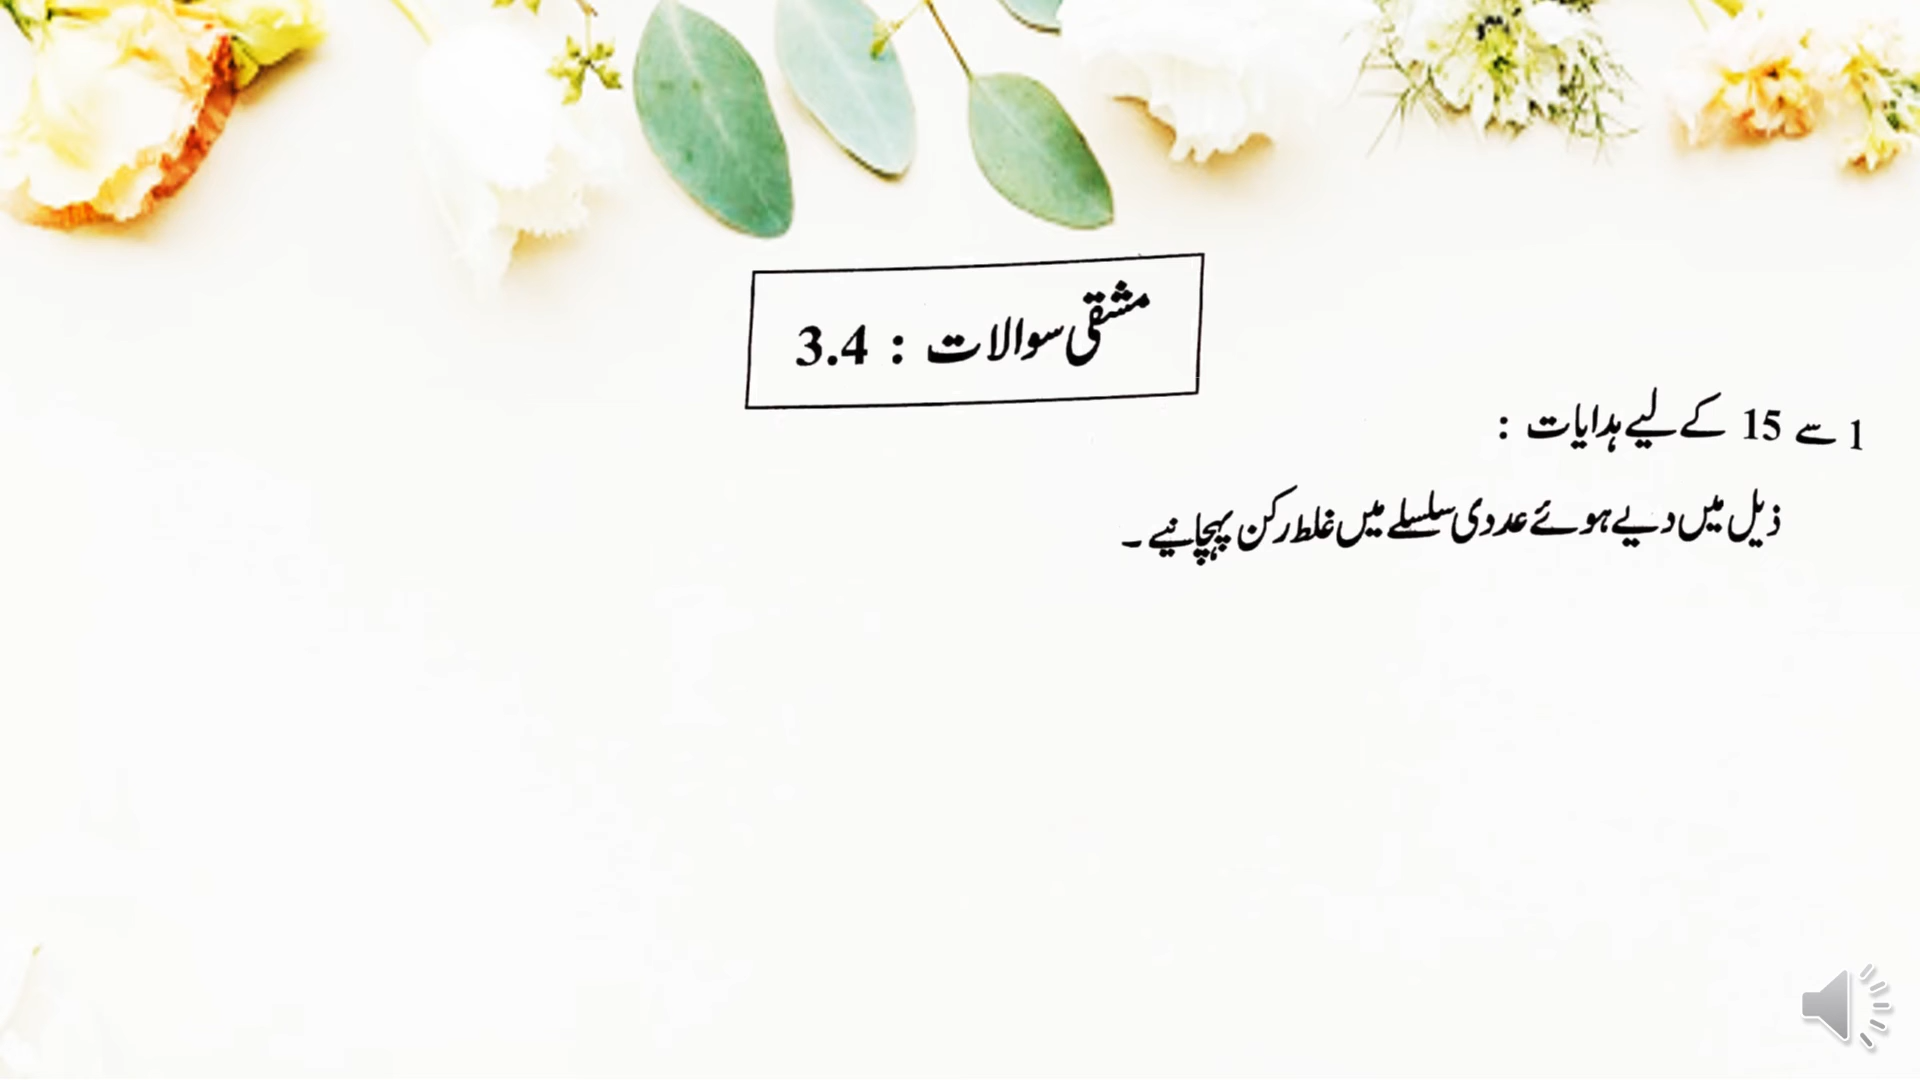 مشقی سوالات : 3.4
1 سے 15 کے لیے ہدایات :
ذیل میں دیے ہوئے عددی سلسلے میں غلط رکن پہچانیے ۔